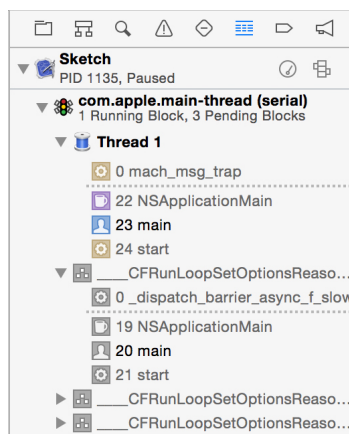 Sketch
PID 1135, Paused
com.apple.main-thread (serial)
1 Running Block, 3 Pending Blocks
Thread 1
0 mach_msg_trap
22 NSApplicationMain
23 main
24 start
____CFRunLoopSetOptionsReaso...
0 _dispatch_barrier_async_f_slow
19 NSApplicationMain
20 main
21 start
____CFRunLoopSetOptionsReaso...
____CFRunLoopSetOptionsReaso...